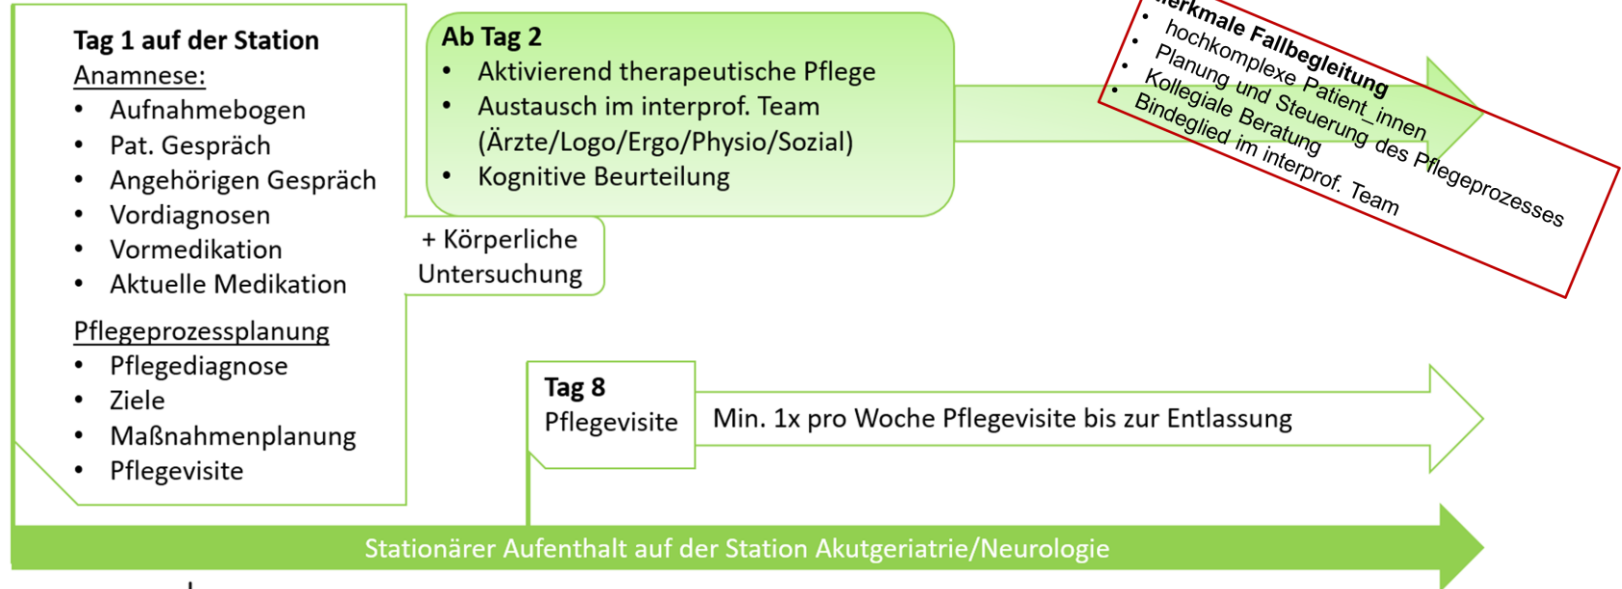 Tag 1 auf der Station
Anamnese:
• Aufnahmebogen
• Pat. Gespräch
• Angehörigen Gespräch
• Vordiagnosen
• Vormedikation
• Aktuelle Medikation
Pflegeprozessplanung
• Pflegediagnose
• Ziele
• Maßnahmenplanung
• Pflegevisite
Ab Tag 2
• Aktivierend therapeutische Pflege
• Austausch im interprof. Team
(Ärzte/Logo/Ergo/Physio/Sozial)
• Kognitive Beurteilung
+ Körperliche
Untersuchung
Merkmale Fallbegleitung
• hochkomplexe Patient_innen
• Planung und Steuerung des Pflegeprozesses
• Kollegiale Beratung
• Bindeglied im interprof. Team
Tag 8
Pflegevisite
Min. 1x pro Woche Pflegevisite bis zur Entlassung
Stationärer Aufenthalt auf der Station Akutgeriatrie/Neurologie